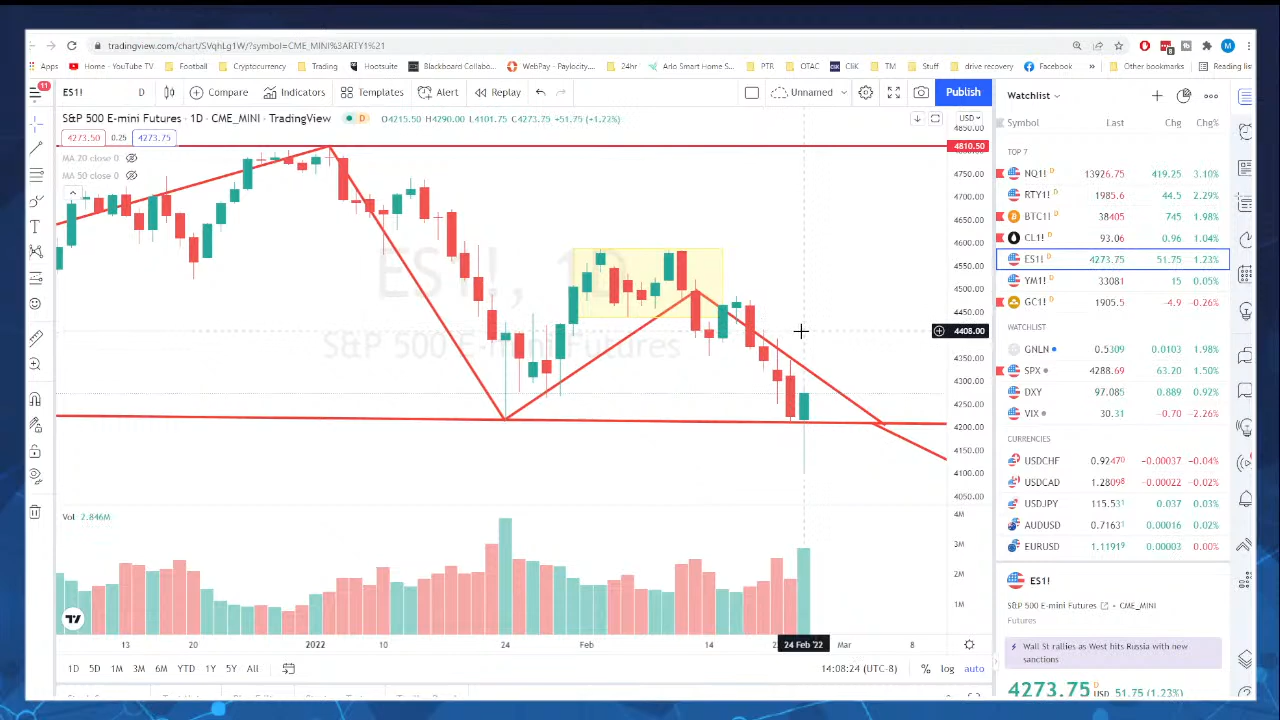 tradingview.com/chart/SVqhLg1W/?symbol=CME_MINI%3ARTY1%21
Apps Home - YouTube TV Football Cryptocurrency Trading Hootsuite Blackboard Collabo... WebPay - Paylocity... 24hr Arlo Smart Home S... PTR OTAC CliK TM Stuff drive recovery Facebook » Other bookmarks Reading list
11 ES1! D Compare Indicators Templates Alert Replay Unnamed Publish
S&P 500 E-mini Futures · 1D · CME_MINI · TradingView D O4215.50 H4290.00 L4101.75 C4273.75 +51.75 (+1.22%)
4273.50 0.25 4273.75
MA 20 close 0
MA 50 close 0
ES1!, 1D
S&P 500 E-mini Futures
USD
4850.00
4810.50
4750.00
4700.00
4650.00
4600.00
4550.00
4500.00
4450.00
4408.00
4350.00
4300.00
4250.00
4200.00
4150.00
4100.00
4050.00
Vol 2.846M
4M
3M
2M
1M
13 20 2022 10 24 Feb 14 24 Feb '22 Mar 8
1D 5D 1M 3M 6M YTD 1Y 5Y All 14:08:24 (UTC-8) % log auto
Watchlist
Symbol Last Chg Chg%
TOP 7
NQ1! D 13926.75 419.25 3.10%
RTY1! D 1985.6 44.5 2.29%
BTC1! D 38405 745 1.98%
CL1! D 93.06 0.96 1.04%
ES1! D 4273.75 51.75 1.23%
YM1! D 33081 15 0.05%
GC1! D 1905.5 -4.9 -0.26%
WATCHLIST
GNLN 0.5309 0.0103 1.98%
SPX 4288.69 63.20 1.50%
DXY 97.085 0.889 0.92%
VIX 30.31 -0.70 -2.26%
CURRENCIES
USDCHF 0.92470 -0.00037 -0.04%
USDCAD 1.28098 -0.00022 -0.02%
USDJPY 115.531 0.037 0.03%
AUDUSD 0.71631 0.00016 0.02%
EURUSD 1.11919 0.00003 0.00%
ES1!
S&P 500 E-mini Futures • CME_MINI
Futures
Wall St rallies as West hits Russia with new
sanctions
4273.75 USD 51.75 (1.23%)